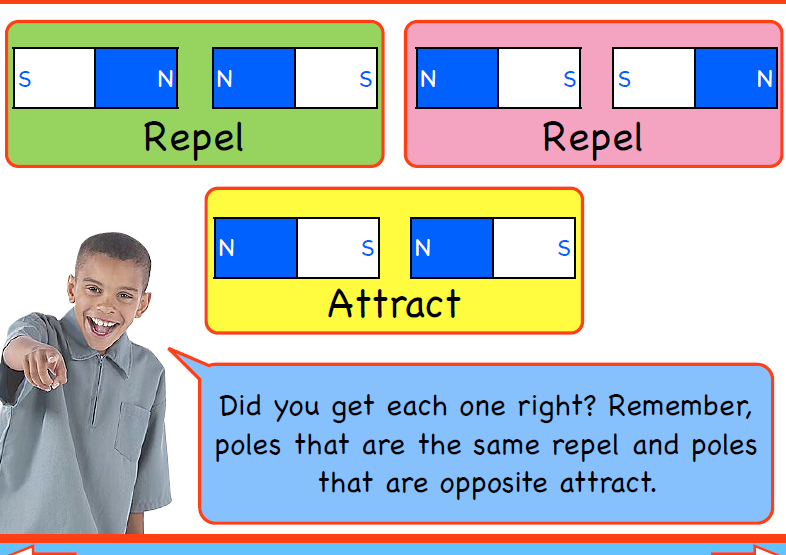 S N N S
Repel
N S S N
Repel
N S N S
Attract
Did you get each one right? Remember,
poles that are the same repel and poles
that are opposite attract.